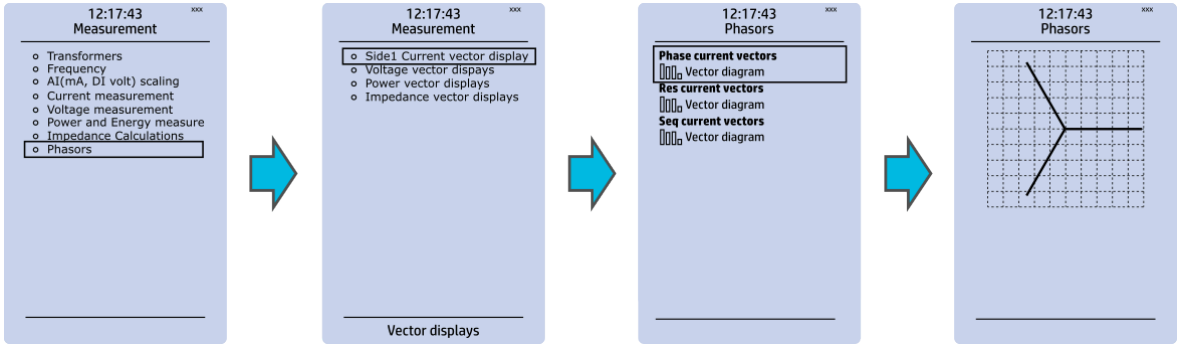 12:17:43 xxx
Measurement
Transformers
Frequency
AI(mA, DI volt) scaling
Current measurement
Voltage measurement
Power and Energy measure
Impedance Calculations
Phasors
12:17:43 xxx
Measurement
Side1 Current vector display
Voltage vector dispays
Power vector displays
Impedance vector displays
Vector displays
12:17:43 xxx
Phasors
Phase current vectors
Vector diagram
Res current vectors
Vector diagram
Seq current vectors
Vector diagram
12:17:43 xxx
Phasors